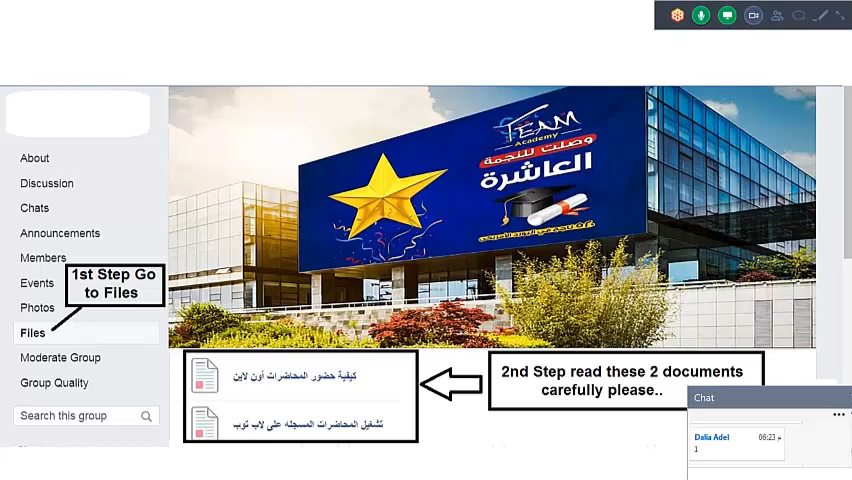 About
Discussion
Chats
Announcements
Members
Events
Photos
Files
Moderate Group
Group Quality
Search this group
1st Step Go
to Files
TEAM
Academy
وصلت للنجمة
العاشرة
كيفية حضور المحاضرات أون لاين
تشغيل المحاضرات المسجله على لاب توب
2nd Step read these 2 documents
carefully please..
Chat
Dalia Adel
06:23 م
1